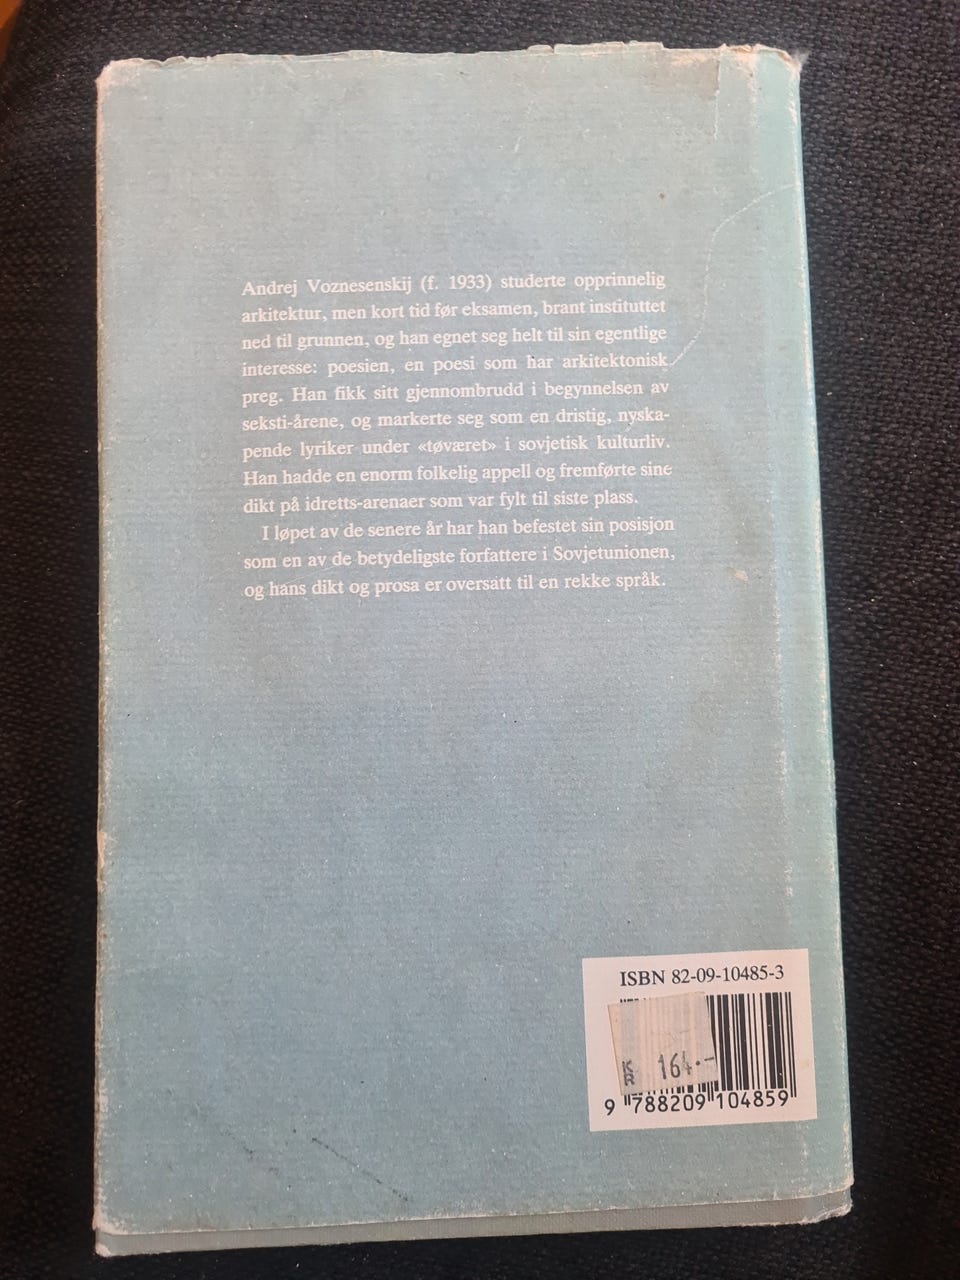 Andrej Voznesenskij (f. 1933) studerte opprinnelig
arkitektur, men kort tid før eksamen, brant instituttet
ned til grunnen, og han egnet seg helt til sin egentlige
interesse: poesien, en poesi som har arkitektonisk
preg. Han fikk sitt gjennombrudd i begynnelsen av
seksti-årene, og markerte seg som en dristig, nyska-
pende lyriker under «tøværet» i sovjetisk kulturliv.
Han hadde en enorm folkelig appell og fremførte sine
dikt på idretts-arenaer som var fylt til siste plass.
I løpet av de senere år har han befestet sin posisjon
som en av de betydeligste forfattere i Sovjetunionen,
og hans dikt og prosa er oversatt til en rekke språk.
ISBN 82-09-10485-3
KR 164.-
9 788209 104859